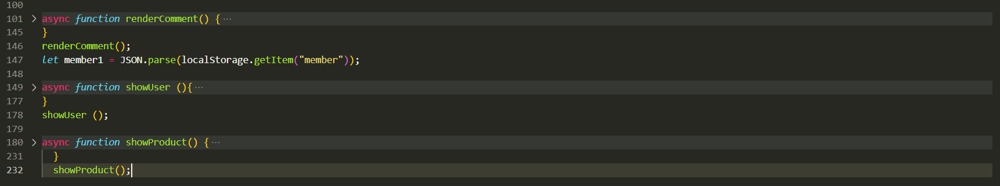 100
101 async function renderComment() { ···
145 }
146 renderComment();
147 let member1 = JSON.parse(localStorage.getItem("member"));
148
149 async function showUser (){ ···
177 }
178 showUser ();
179
180 async function showProduct() { ···
231 }
232 showProduct();